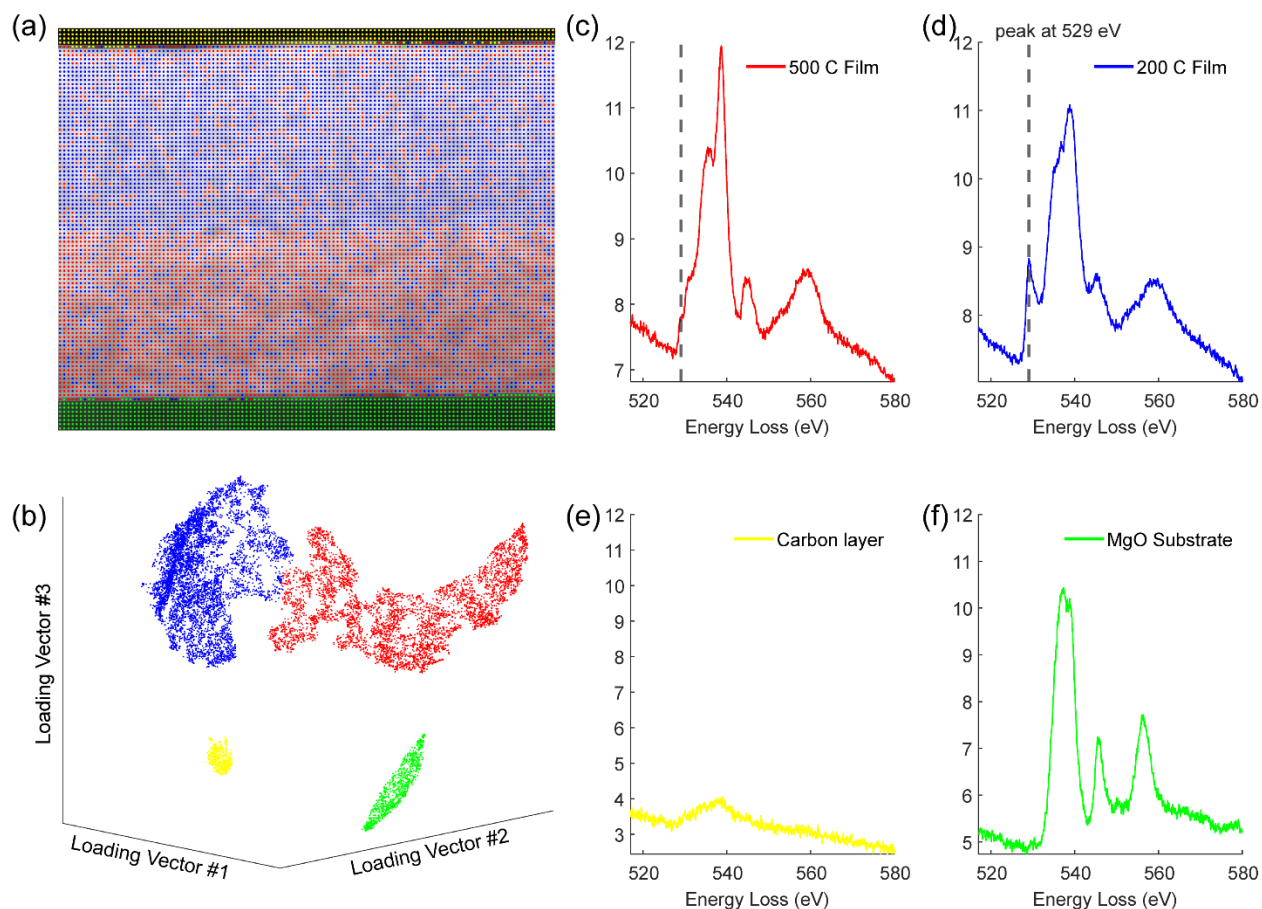 (a)
(b)
Loading Vector #3
Loading Vector #1
Loading Vector #2
(c)
500 C Film
12
11
10
9
8
7
520
540
560
580
Energy Loss (eV)
peak at 529 eV
(d)
200 C Film
12
11
10
9
8
520
540
560
580
Energy Loss (eV)
(e)
Carbon layer
12
11
10
9
8
7
6
5
4
3
520
540
560
580
Energy Loss (eV)
(f)
MgO Substrate
12
11
10
9
8
7
6
5
520
540
560
580
Energy Loss (eV)